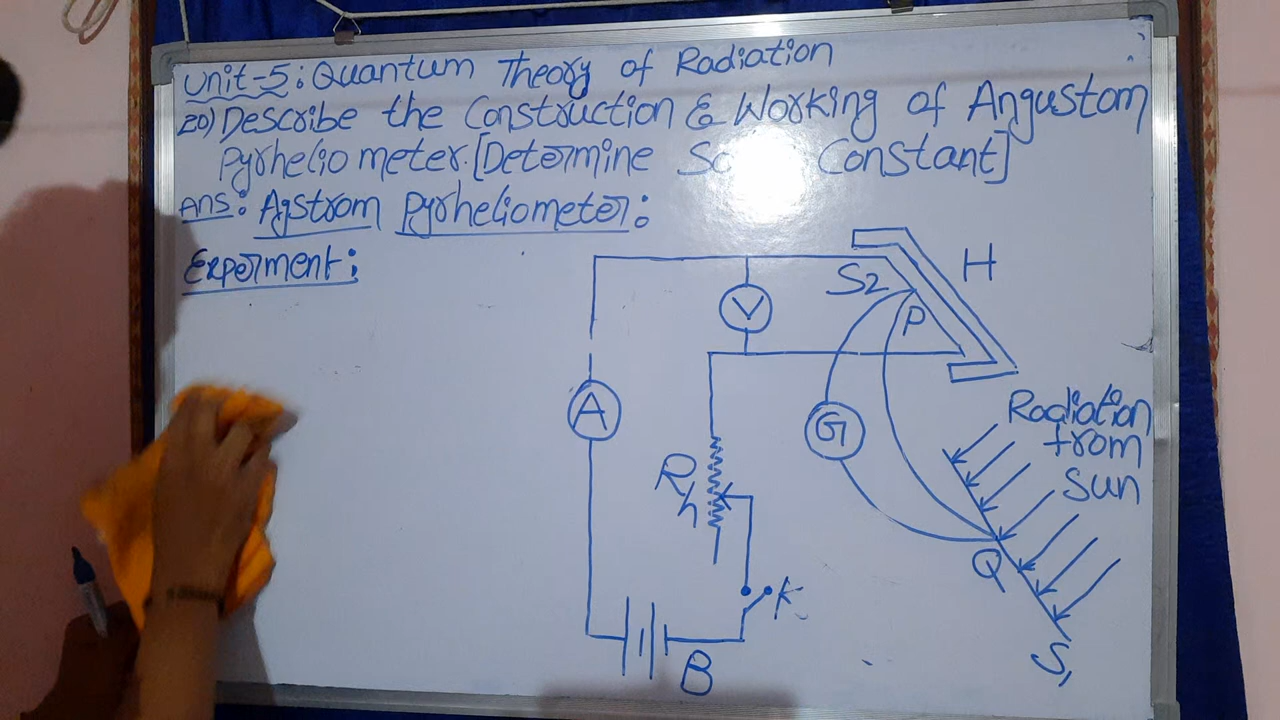 Unit-5: Quantum Theory of Radiation
20) Describe the Construction & Working of Angustom
Pyrhelio meter. [Determine Constant]
Ans: Agstrom Pyrheliometer:
Experment:
H
S2
V
P
A
G
Radiation
from
Sun
Rh
Q
K
B
S1